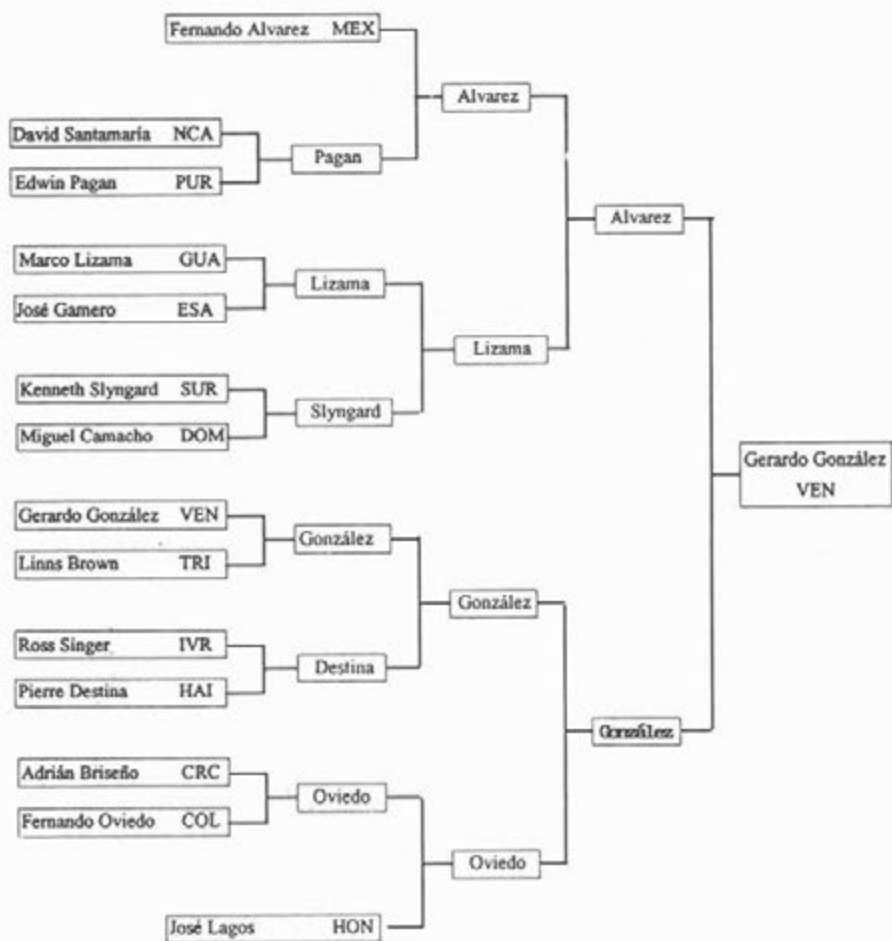 Fernando Alvarez MEX
Alvarez
David Santamaría NCA
Pagan
Edwin Pagan PUR
Alvarez
Marco Lizama GUA
Lizama
José Gamero ESA
Lizama
Kenneth Slyngard SUR
Slyngard
Miguel Camacho DOM
Gerardo González
VEN
Gerardo González VEN
González
Linns Brown TRI
González
Ross Singer IVR
Destina
Pierre Destina HAI
González
Adrián Briseño CRC
Oviedo
Fernando Oviedo COL
Oviedo
José Lagos HON